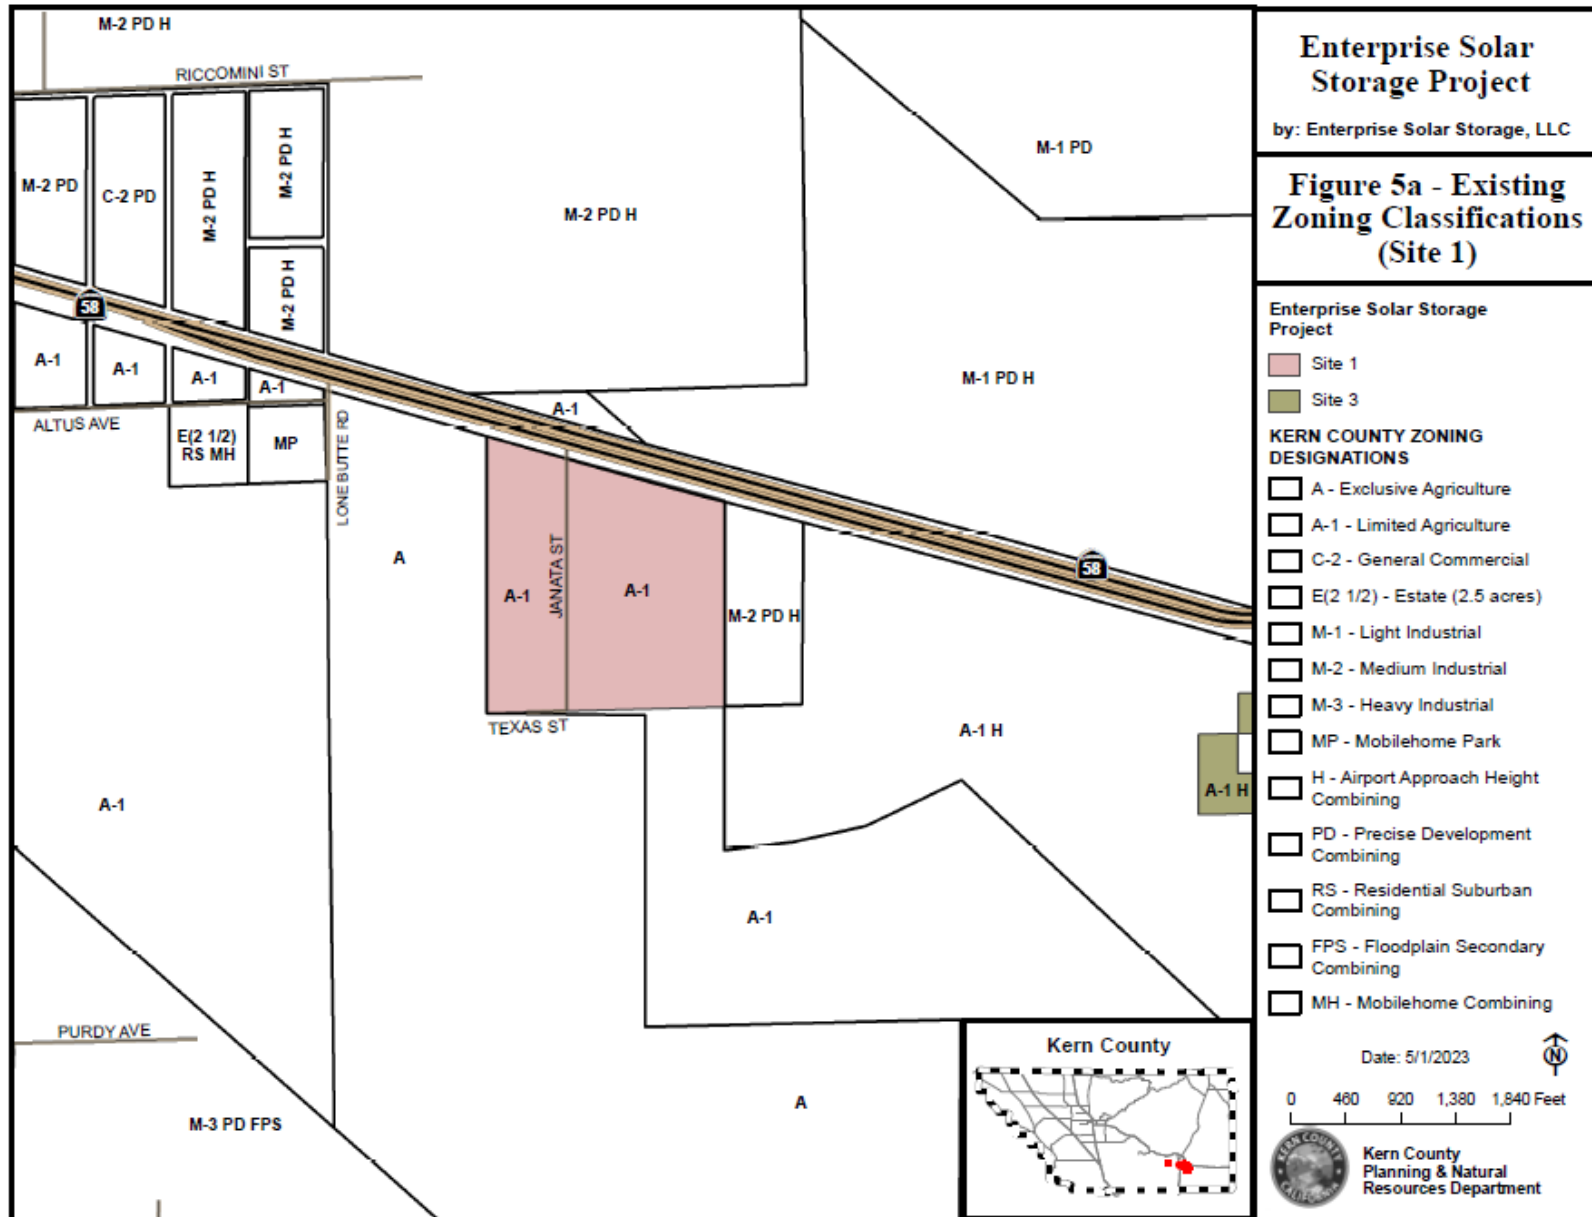 M-2 PD H
RICCOMINI ST
M-2 PD
C-2 PD
M-2 PD H
M-2 PD H
M-2 PD H
M-2 PD H
M-1 PD
58
A-1
A-1
A-1
A-1
ALTUS AVE
E(2 1/2)
RS MH
MP
LONE BUTTE RD
A-1
M-1 PD H
A
A-1
JANATA ST
A-1
M-2 PD H
58
TEXAS ST
A-1 H
A-1 H
A-1
A-1
PURDY AVE
M-3 PD FPS
A
Kern County
Enterprise Solar
Storage Project
by: Enterprise Solar Storage, LLC
Figure 5a - Existing
Zoning Classifications
(Site 1)
Enterprise Solar Storage
Project
Site 1
Site 3
KERN COUNTY ZONING
DESIGNATIONS
A - Exclusive Agriculture
A-1 - Limited Agriculture
C-2 - General Commercial
E(2 1/2) - Estate (2.5 acres)
M-1 - Light Industrial
M-2 - Medium Industrial
M-3 - Heavy Industrial
MP - Mobilehome Park
H - Airport Approach Height
Combining
PD - Precise Development
Combining
RS - Residential Suburban
Combining
FPS - Floodplain Secondary
Combining
MH - Mobilehome Combining
Date: 5/1/2023
N
0 460 920 1,380 1,840 Feet
KERN COUNTY
CALIFORNIA
Kern County
Planning & Natural
Resources Department